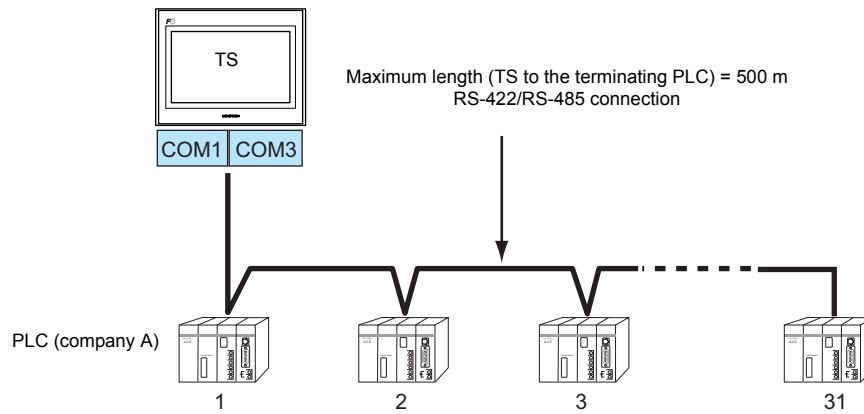 TS
Maximum length (TS to the terminating PLC) = 500 m
RS-422/RS-485 connection
COM1 COM3
PLC (company A)
1 2 3 31